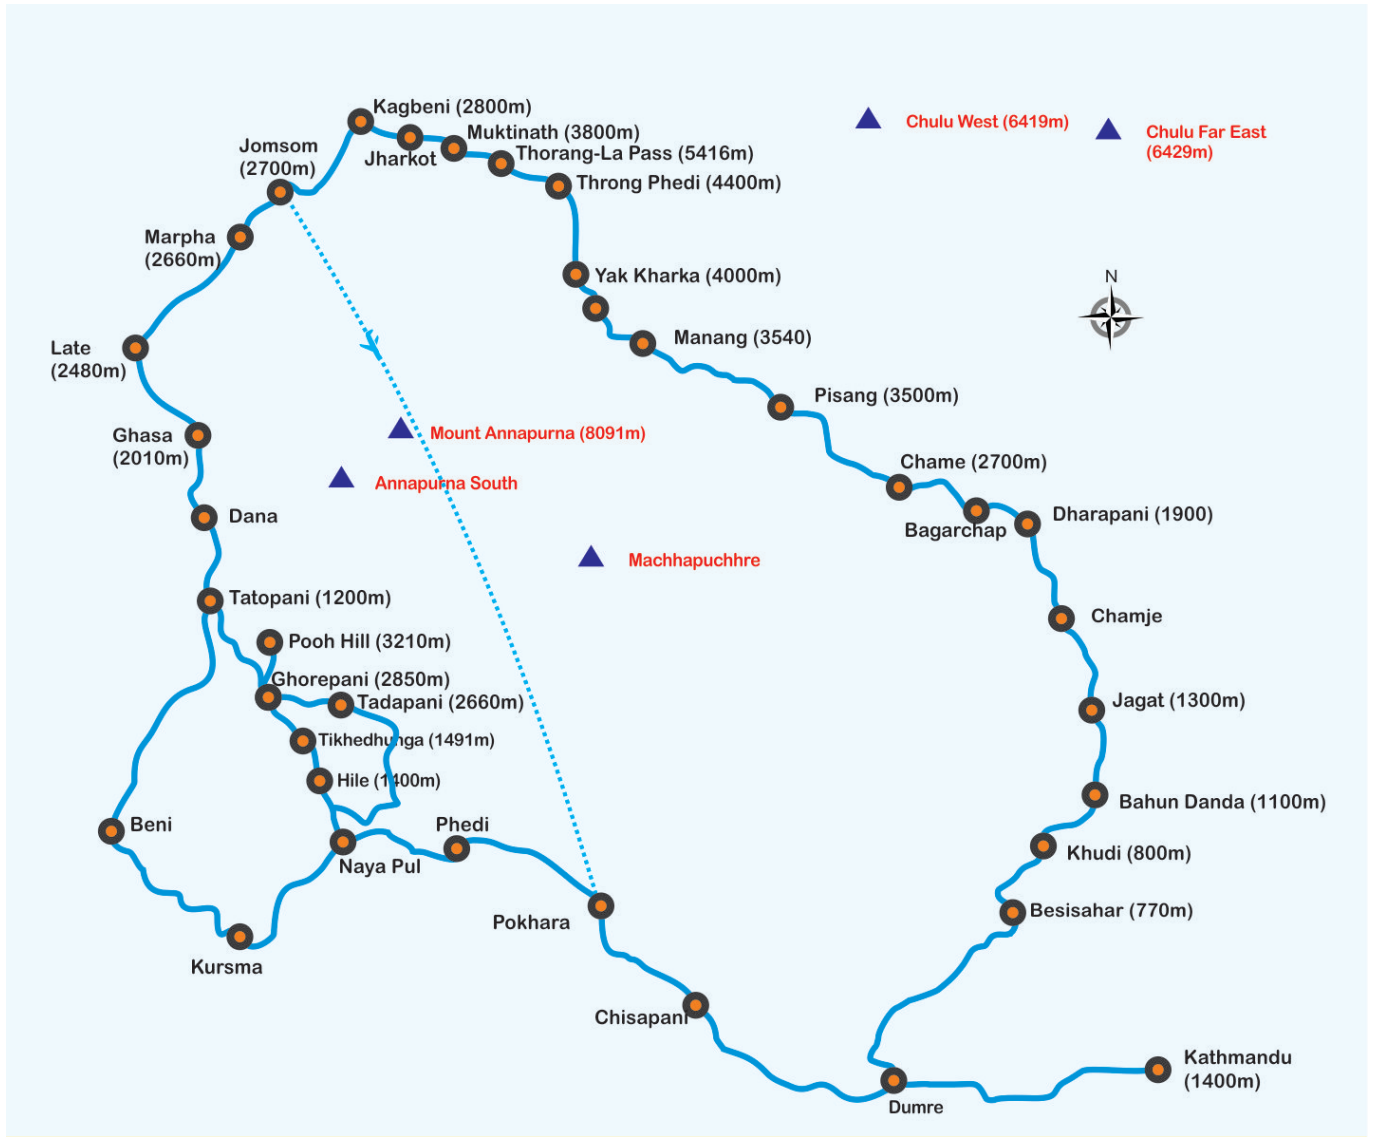 Kagbeni (2800m)
Muktinath (3800m)
Jomsom
(2700m)
Jharkot
Thorang-La Pass (5416m)
Throng Phedi (4400m)
Chulu West (6419m)
Chulu Far East
(6429m)
Marpha
(2660m)
Yak Kharka (4000m)
N
Manang (3540)
Late
(2480m)
Pisang (3500m)
Ghasa
(2010m)
Mount Annapurna (8091m)
Annapurna South
Chame (2700m)
Bagarchap
Dharapani (1900)
Dana
Machhapuchhre
Tatopani (1200m)
Chamje
Pooh Hill (3210m)
Ghorepani (2850m)
Tadapani (2660m)
Jagat (1300m)
Tikhedhunga (1491m)
Hile (1400m)
Bahun Danda (1100m)
Beni
Phedi
Naya Pul
Khudi (800m)
Pokhara
Besisahar (770m)
Kursma
Chisapani
Kathmandu
(1400m)
Dumre